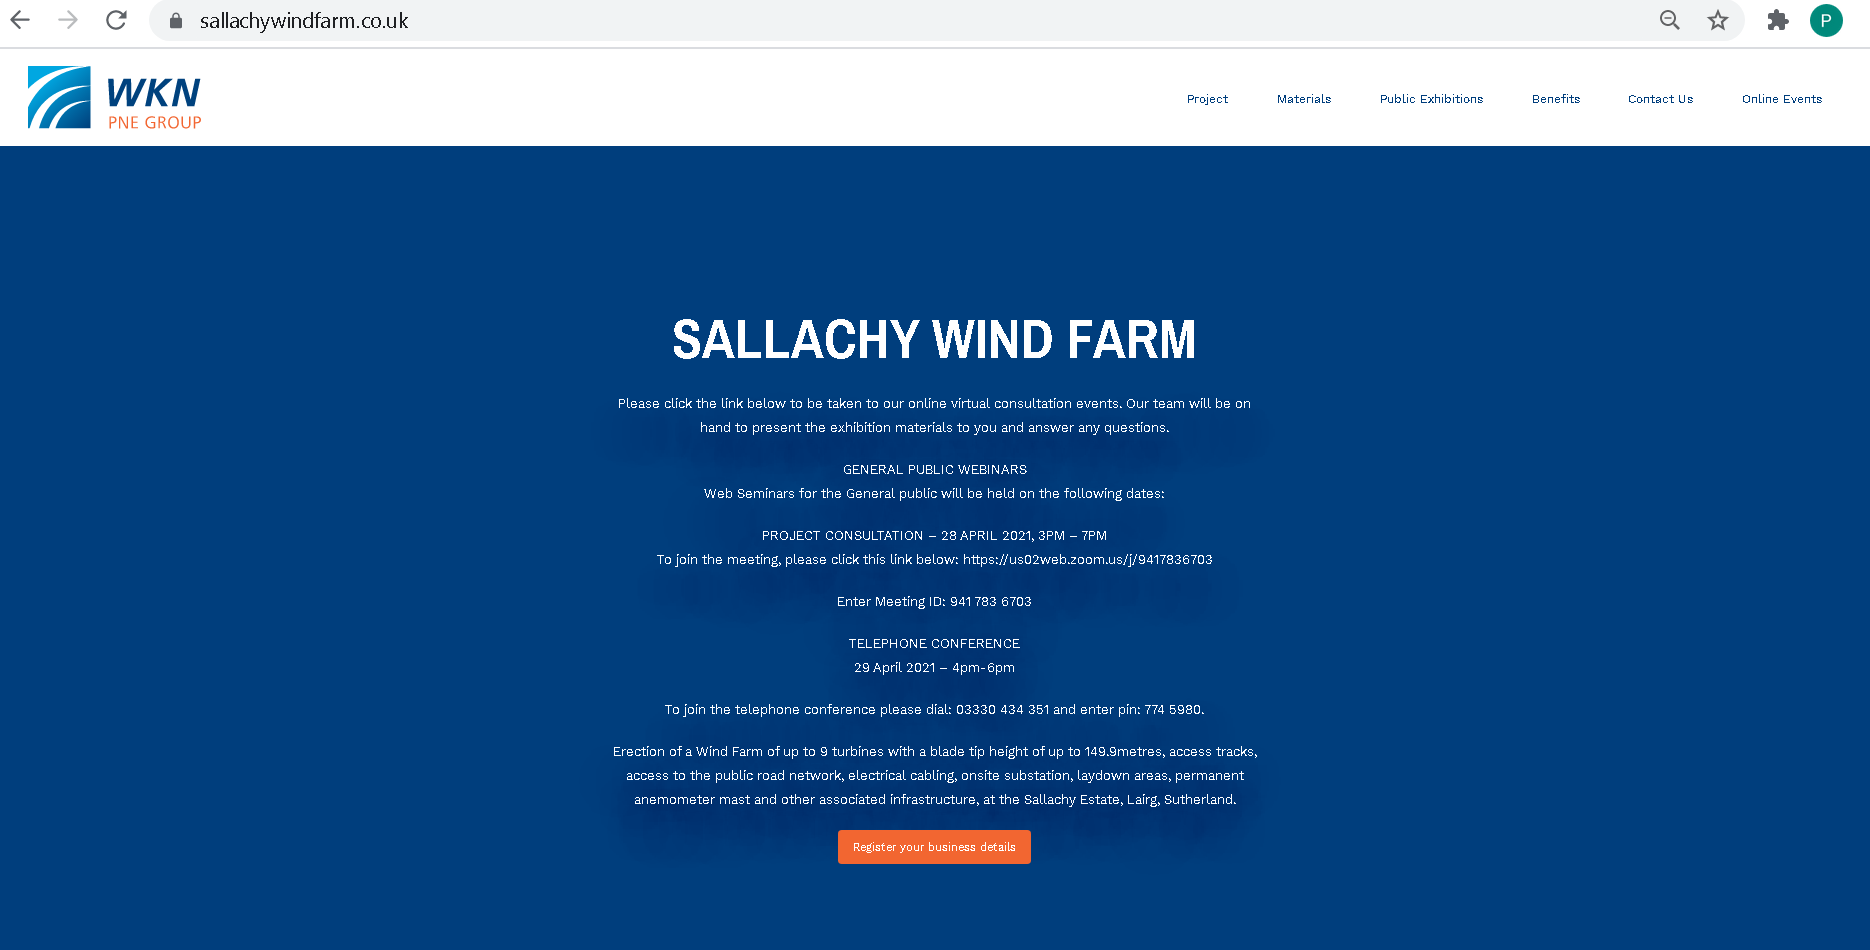 sallachywindfarm.co.uk
P
WKN
PNE GROUP
Project Materials Public Exhibitions Benefits Contact Us Online Events
SALLACHY WIND FARM
Please click the link below to be taken to our online virtual consultation events. Our team will be on
hand to present the exhibition materials to you and answer any questions.
GENERAL PUBLIC WEBINARS
Web Seminars for the General public will be held on the following dates:
PROJECT CONSULTATION – 28 APRIL 2021, 3PM – 7PM
To join the meeting, please click this link below: https://us02web.zoom.us/j/9417836703
Enter Meeting ID: 941 783 6703
TELEPHONE CONFERENCE
29 April 2021 – 4pm-6pm
To join the telephone conference please dial: 03330 434 351 and enter pin: 774 5980.
Erection of a Wind Farm of up to 9 turbines with a blade tip height of up to 149.9metres, access tracks,
access to the public road network, electrical cabling, onsite substation, laydown areas, permanent
anemometer mast and other associated infrastructure, at the Sallachy Estate, Lairg, Sutherland.
Register your business details